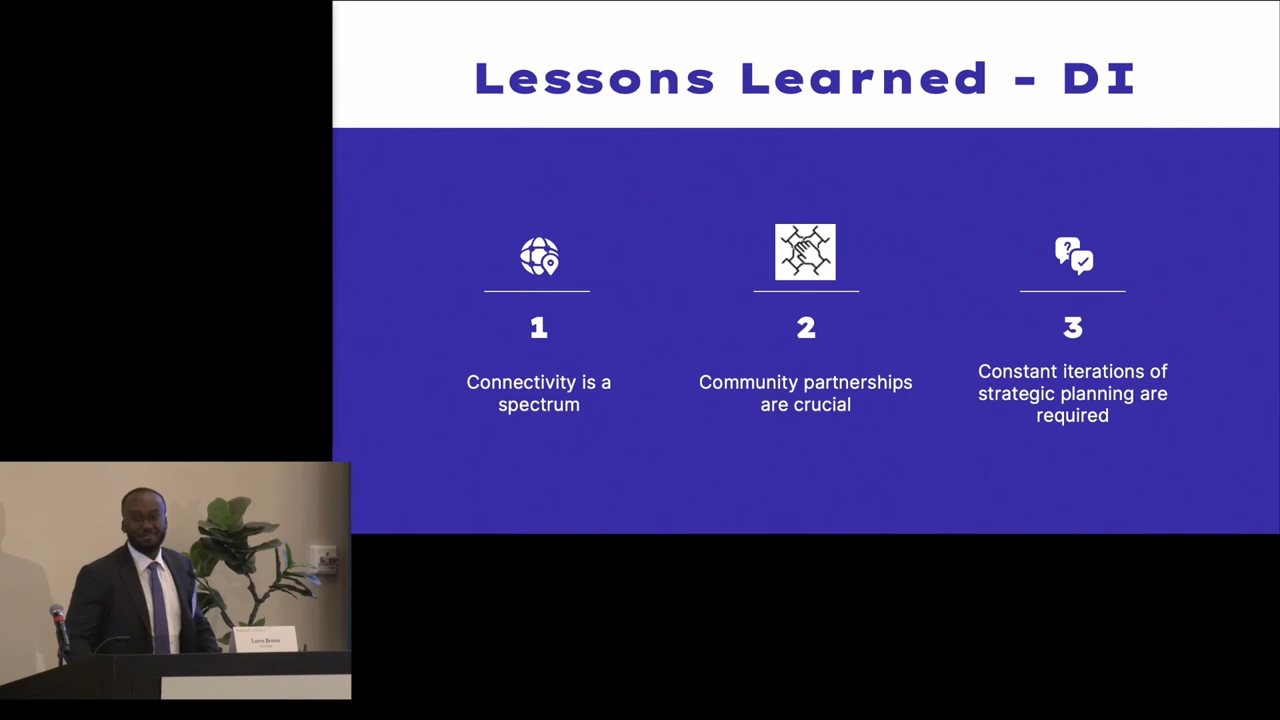 Lessons Learned - DI
1
Connectivity is a
spectrum
2
Community partnerships
are crucial
3
Constant iterations of
strategic planning are
required
?
Brown